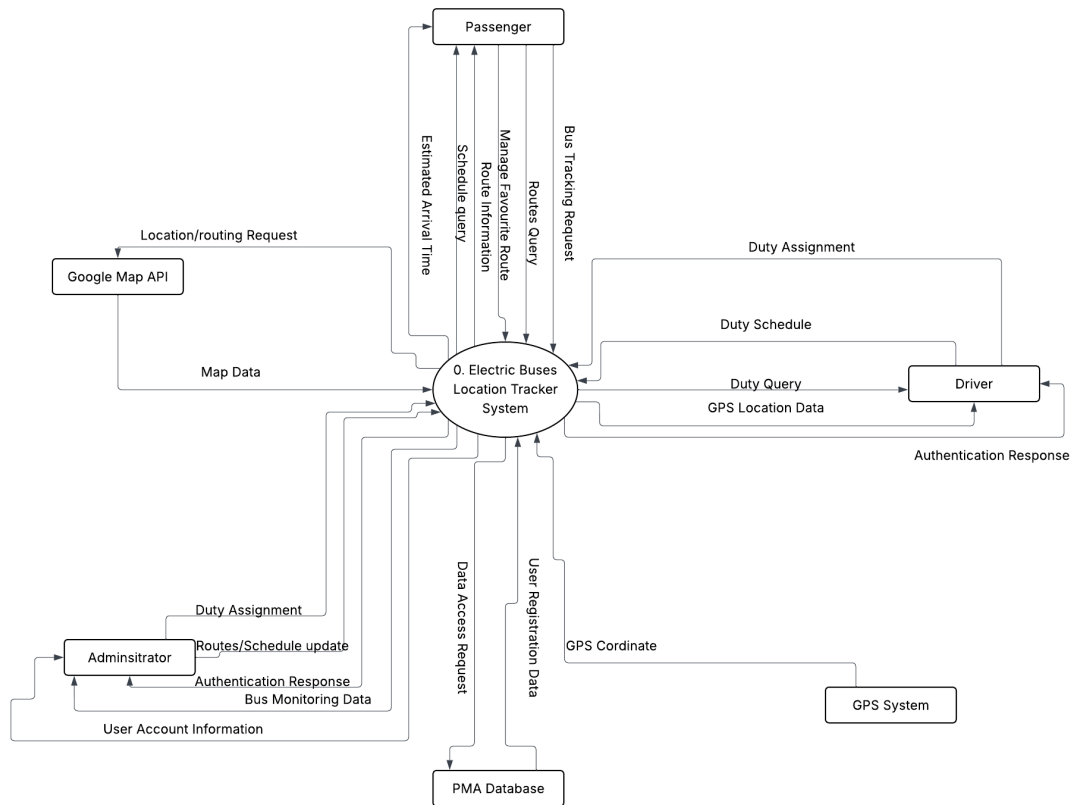 Passenger
Estimated Arrival Time
Schedule query
Route Information
Manage Favourite Route
Routes Query
Bus Tracking Request
Location/routing Request
Google Map API
Map Data
0. Electric Buses
Location Tracker
System
Duty Assignment
Duty Schedule
Driver
Duty Query
GPS Location Data
Authentication Response
Data Access Request
User Registration Data
Duty Assignment
Routes/Schedule update
Adminsitrator
Authentication Response
Bus Monitoring Data
User Account Information
GPS Cordinate
GPS System
PMA Database